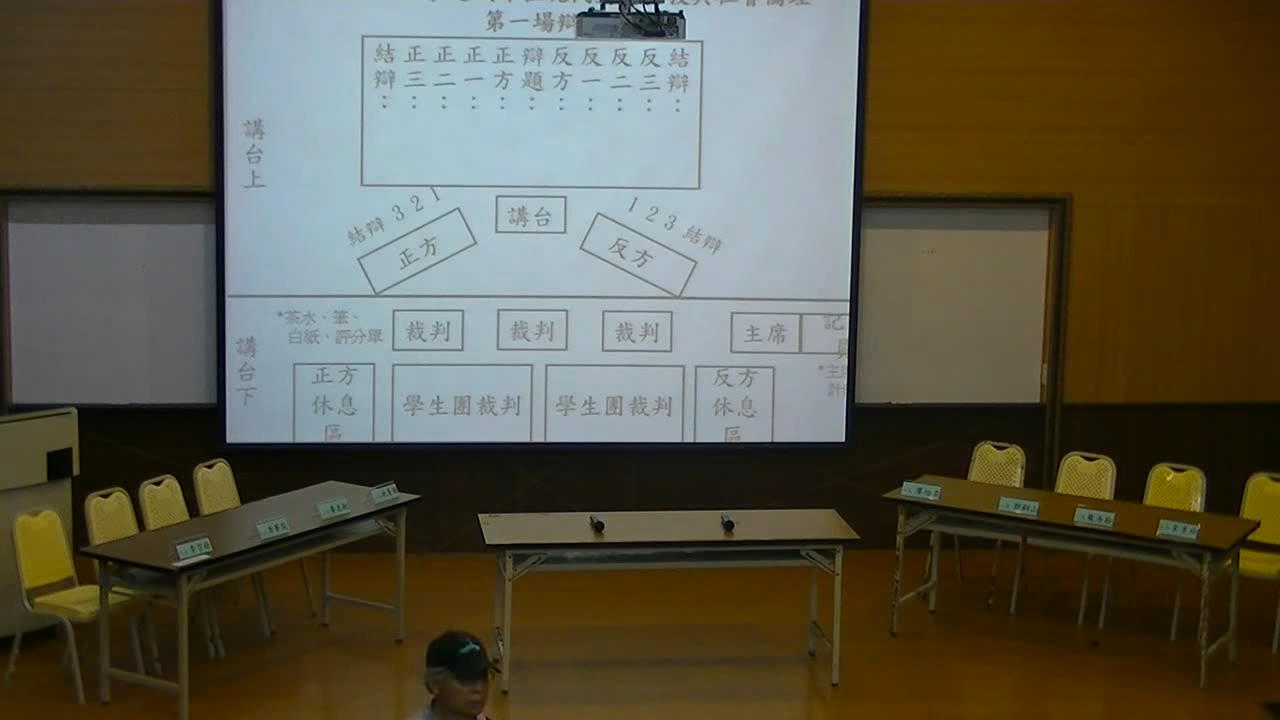 第一場辯
結 正 正 正 正 辯 反 反 反 反 結
辯 三 二 一 方 題 方 一 二 三 辯
： ： ： ： ： ： ： ： ： ： ：
講台上
結辯 3 2 1
講台
1 2 3 結辯
正方
反方
*茶水、筆、
白紙、評分單
裁判
裁判
裁判
主席
講台下
正方
休息
區
學生團裁判
學生團裁判
反方
休息
區